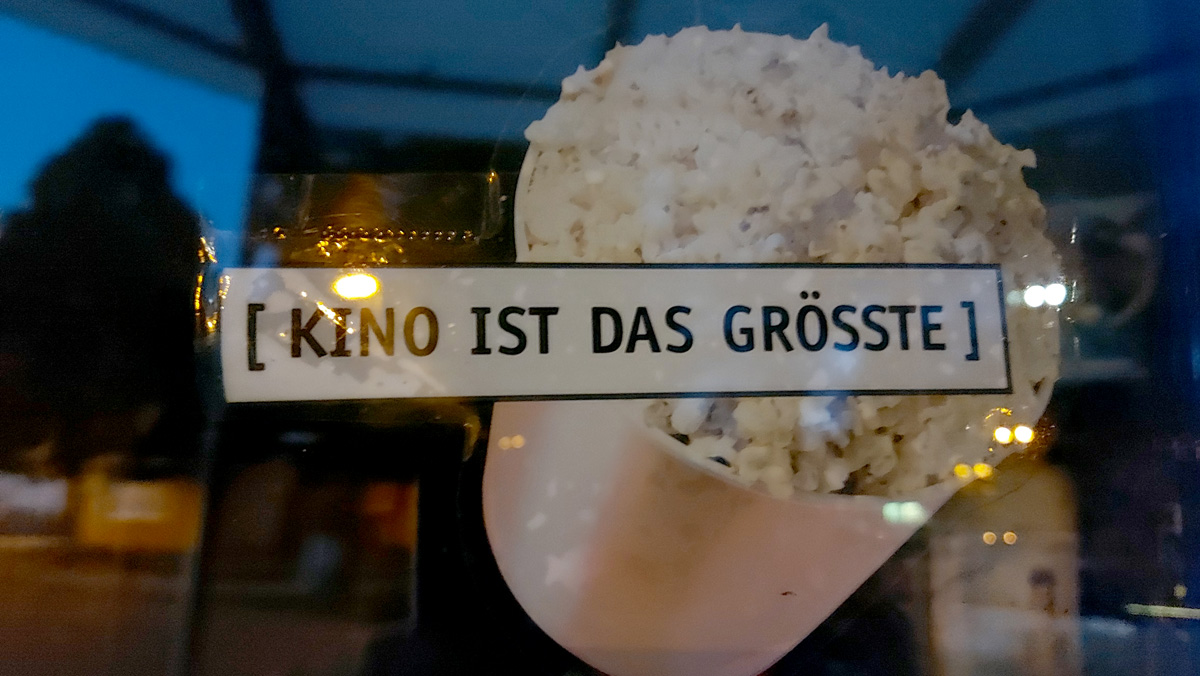 [ KINO IST DAS GRÖSSTE ]